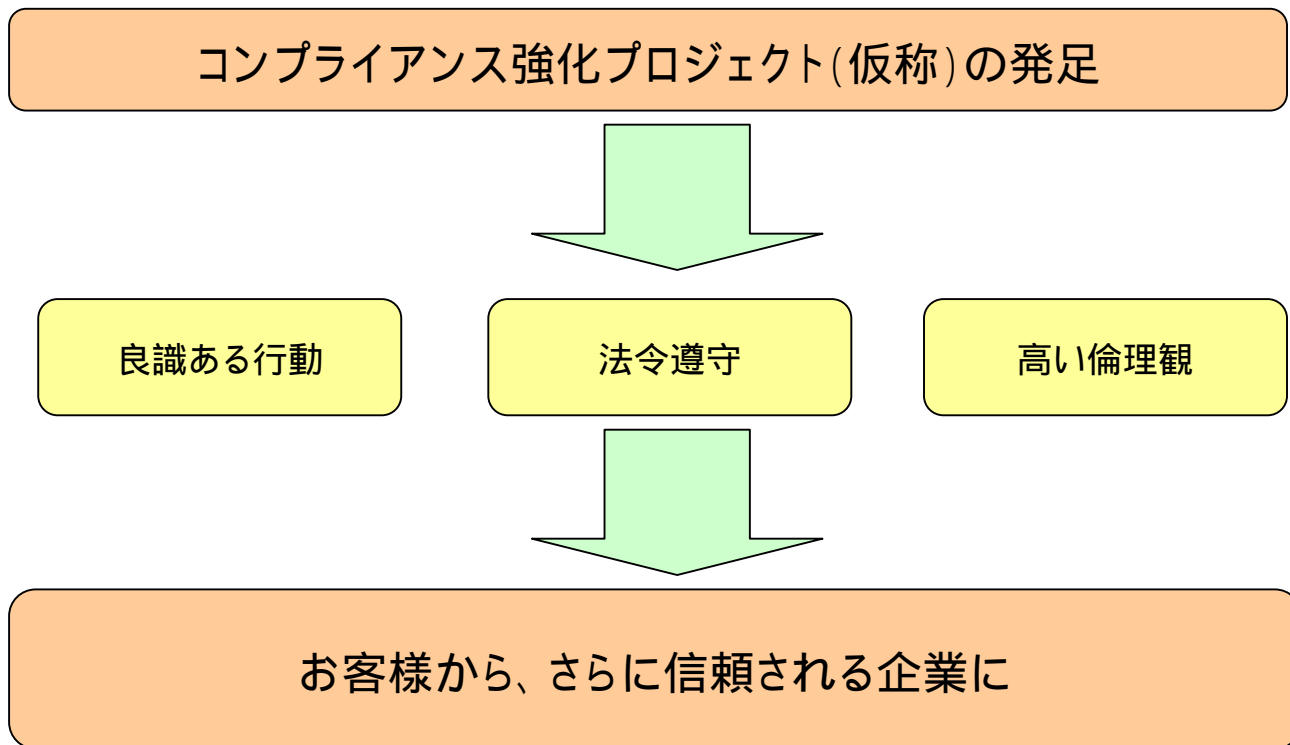 コンプライアンス強化プロジェクト(仮称)の発足
良識ある行動
法令遵守
高い倫理観
お客様から、さらに信頼される企業に